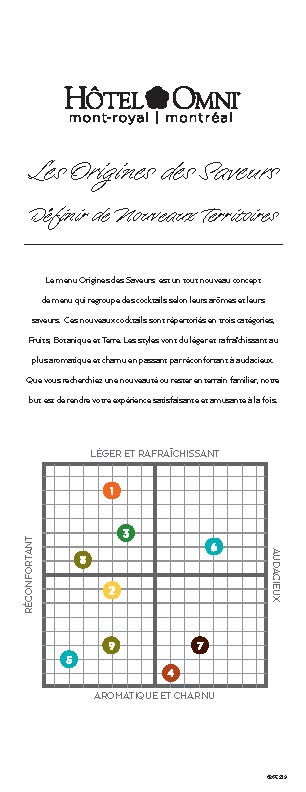 HÔTEL OMNI
mont-royal | montréal
Les Origines des Saveurs
Définir de Nouveaux Territoires
Le menu Origines des Saveurs est un tout nouveau concept
de menu qui regroupe des cocktails selon leurs arômes et leurs
saveurs. Ces nouveaux cocktails sont répertoriés en trois catégories,
Fruits, Botanique et Terre. Les styles vont du léger et rafraîchissant au
plus aromatique et charnu en passant par réconfortant à audacieux.
Que vous recherchiez une nouveauté ou rester en terrain familier, notre
but est de rendre votre expérience satisfaisante et amusante à la fois.
LÉGER ET RAFRAÎCHISSANT
1
3
6
8
RÉCONFORTANT
AUDACIEUX
2
9
7
5
4
AROMATIQUE ET CHARNU